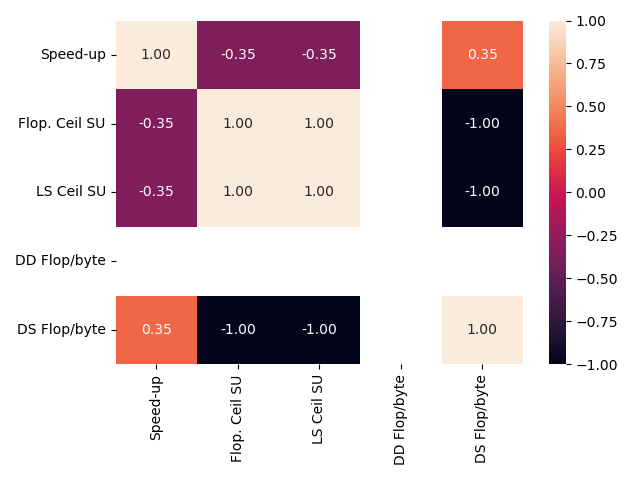 Speed-up 1.00 -0.35 -0.35 0.35
Flop. Ceil SU -0.35 1.00 1.00 -1.00
LS Ceil SU -0.35 1.00 1.00 -1.00
DD Flop/byte
DS Flop/byte 0.35 -1.00 -1.00 1.00
Speed-up
Flop. Ceil SU
LS Ceil SU
DD Flop/byte
DS Flop/byte
1.00
0.75
0.50
0.25
0.00
−0.25
−0.50
−0.75
−1.00